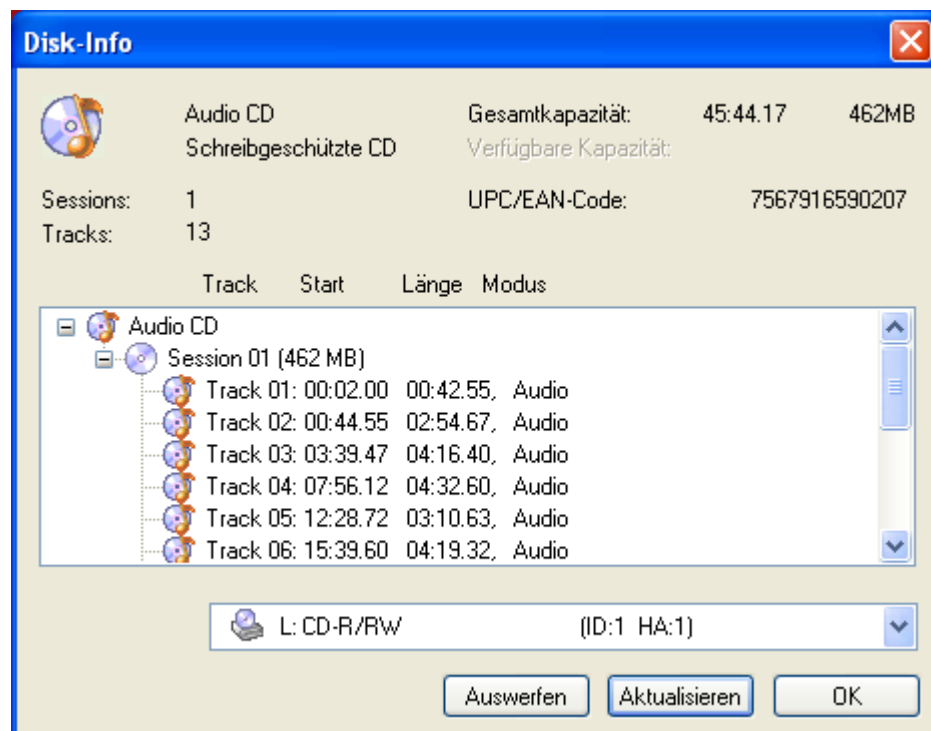 Disk-Info
Audio CD Gesamtkapazität: 45:44.17 462MB
Schreibgeschützte CD Verfügbare Kapazität:
Sessions: 1 UPC/EAN-Code: 7567916590207
Tracks: 13
Track Start Länge Modus
Audio CD
Session 01 (462 MB)
Track 01: 00:02.00 00:42.55, Audio
Track 02: 00:44.55 02:54.67, Audio
Track 03: 03:39.47 04:16.40, Audio
Track 04: 07:56.12 04:32.60, Audio
Track 05: 12:28.72 03:10.63, Audio
Track 06: 15:39.60 04:19.32, Audio
L: CD-R/RW (ID:1 HA:1)
Auswerfen Aktualisieren OK